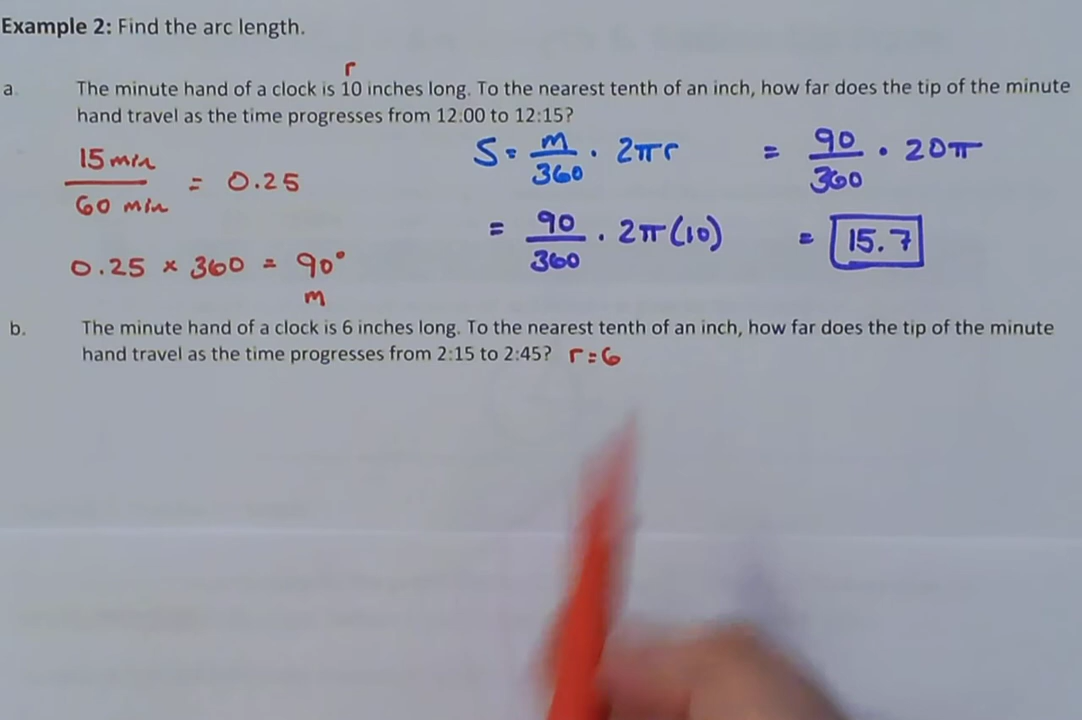 Example 2: Find the arc length.
r
a. The minute hand of a clock is 10 inches long. To the nearest tenth of an inch, how far does the tip of the minute
hand travel as the time progresses from 12:00 to 12:15?
15 min / 60 min = 0.25
0.25 × 360 = 90°
m
S = m/360 · 2πr
= 90/360 · 2π(10)
= 90/360 · 20π
= 15.7
b. The minute hand of a clock is 6 inches long. To the nearest tenth of an inch, how far does the tip of the minute
hand travel as the time progresses from 2:15 to 2:45? r=6